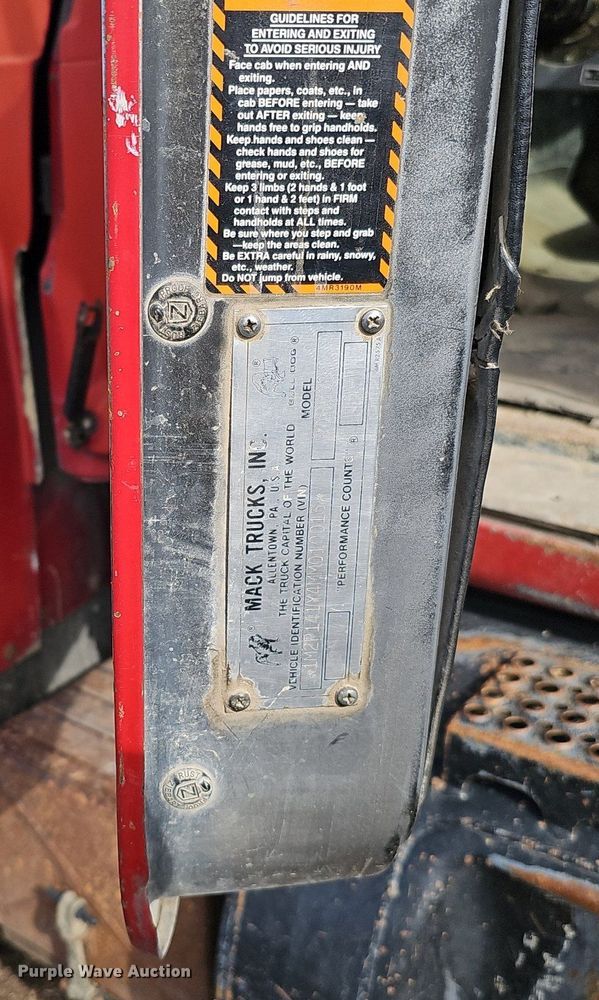 GUIDELINES FOR
ENTERING AND EXITING
TO AVOID SERIOUS INJURY
Face cab when entering AND
exiting.
Place papers, coats, etc., in
cab BEFORE entering — take
out AFTER exiting — keep
hands free to grip handholds.
Keep hands and shoes clean —
check hands and shoes for
grease, mud, etc., BEFORE
entering or exiting.
Keep 3 limbs (2 hands & 1 foot
or 1 hand & 2 feet) in FIRM
contact with steps and
handholds at ALL times.
Be sure where you step and grab
—keep the areas clean.
Be EXTRA careful in rainy, snowy,
etc., weather.
Do NOT jump from vehicle.
4MR3190M
MACK TRUCKS, INC.
ALLENTOWN, PA. U.S.A.
THE TRUCK CAPITAL OF THE WORLD
BULL DOG®
VEHICLE IDENTIFICATION NUMBER (VIN)
MODEL
PERFORMANCE COUNTS®
RUST
Purple Wave Auction